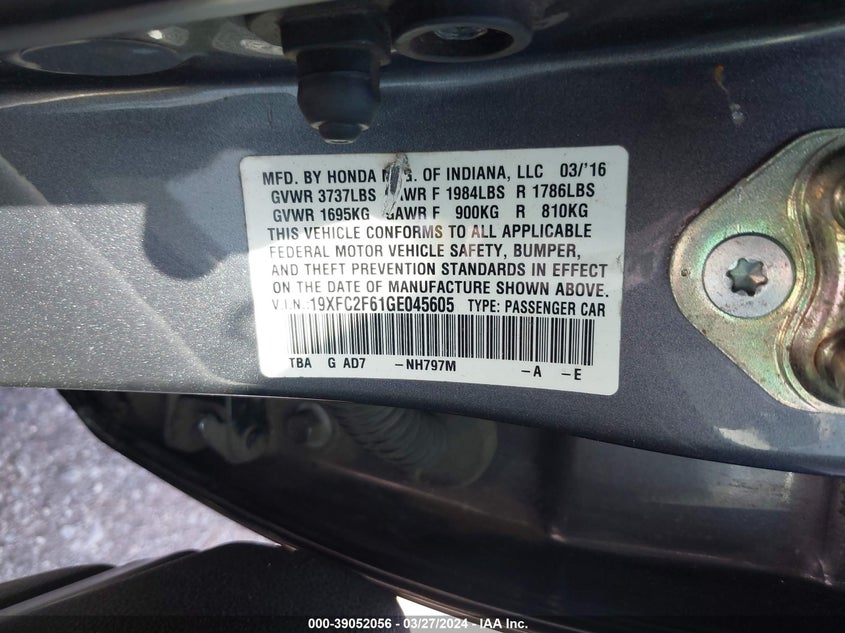 MFD. BY HONDA OF INDIANA, LLC 03/'16
GVWR 3737LBS F 1984LBS R 1786LBS
GVWR 1695KG GAWR F 900KG R 810KG
THIS VEHICLE CONFORMS TO ALL APPLICABLE
FEDERAL MOTOR VEHICLE SAFETY, BUMPER,
AND THEFT PREVENTION STANDARDS IN EFFECT
ON THE DATE OF MANUFACTURE SHOWN ABOVE.
V.I.N.:19XFC2F61GE045605 TYPE: PASSENGER CAR
TBA G AD7 -NH797M -A -E
000-39052056 — 03/27/2024 — IAA Inc.